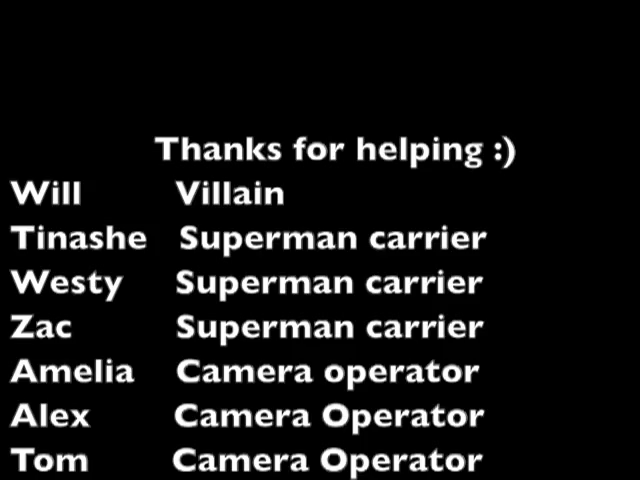 Thanks for helping :)
Will Villain
Tinashe Superman carrier
Westy Superman carrier
Zac Superman carrier
Amelia Camera operator
Alex Camera Operator
Tom Camera Operator